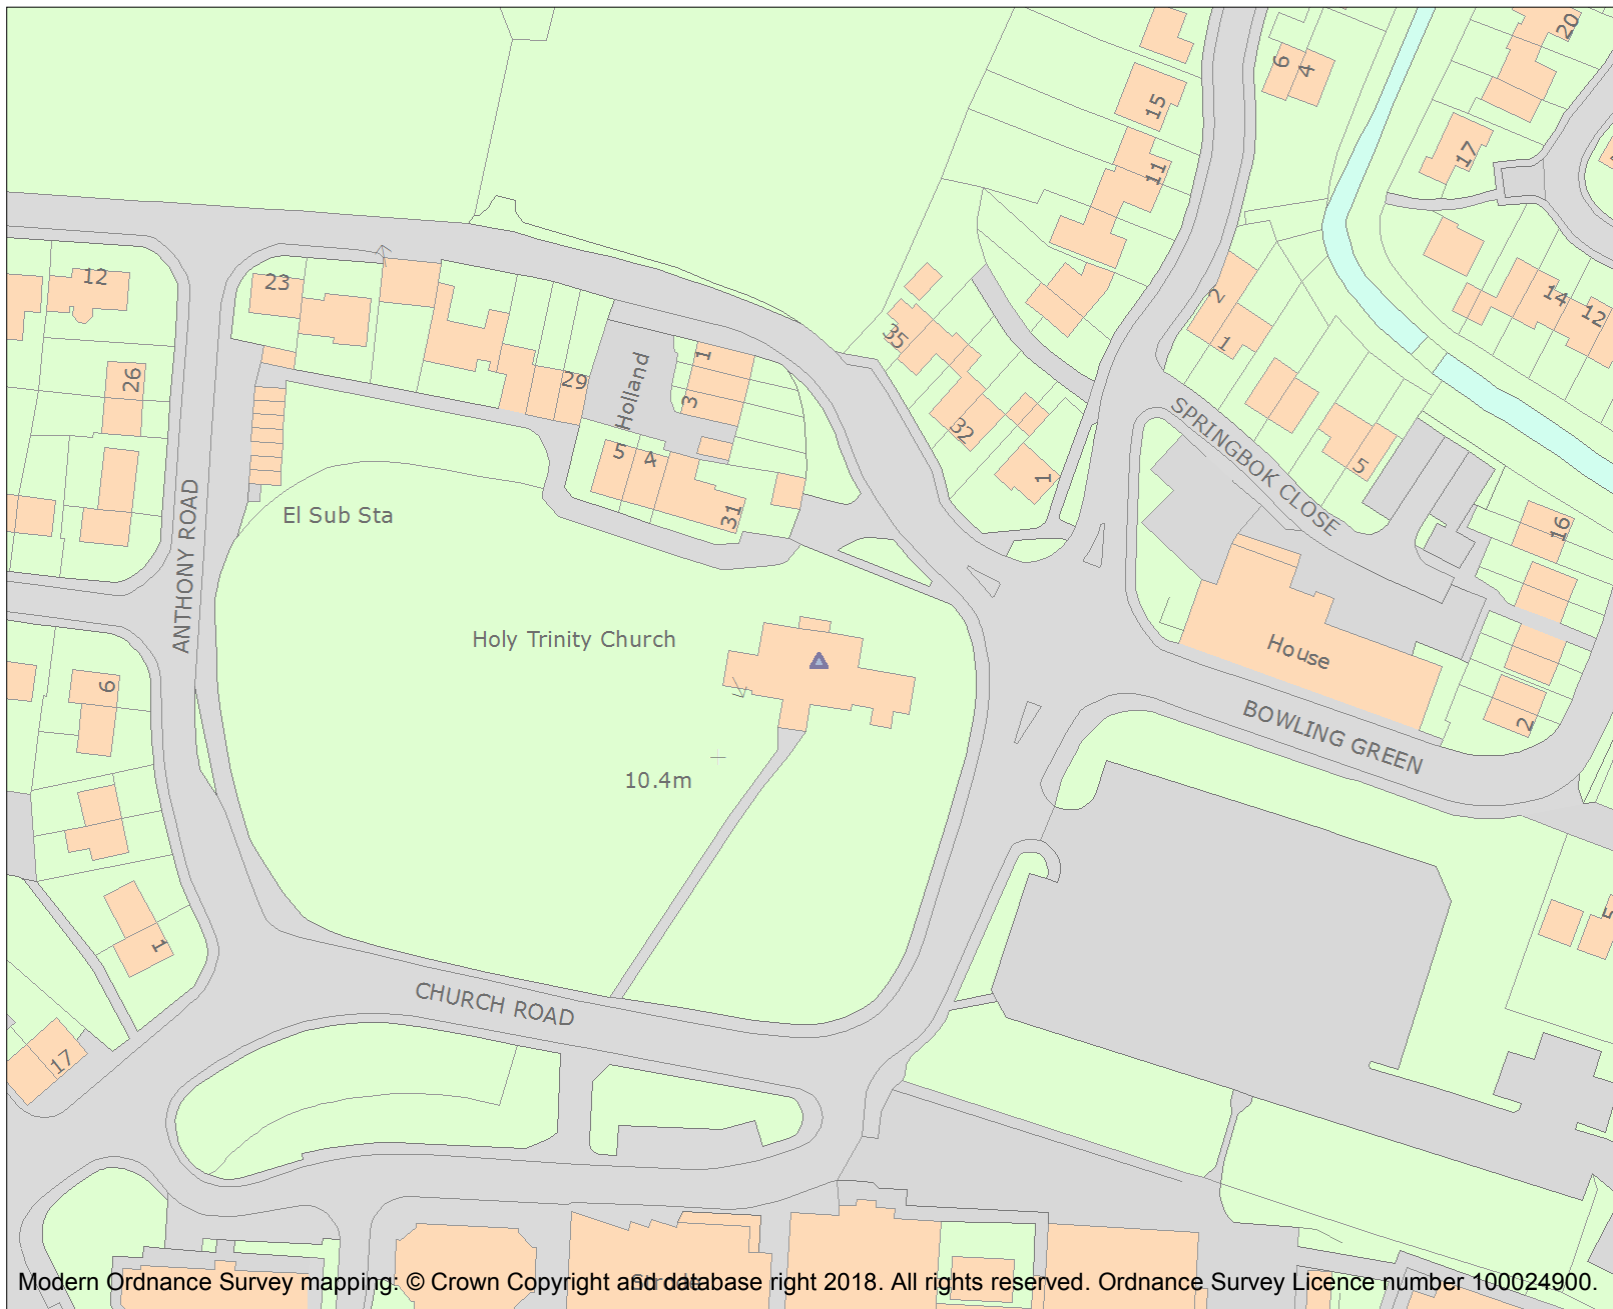 20
6
4
15
17
11
12
23
2
14
12
35
1
1
Holland
26
29
3
32
SPRINGBOK CLOSE
5
5
4
1
31
16
El Sub Sta
ANTHONY ROAD
Holy Trinity Church
House
6
BOWLING GREEN
2
10.4m
1
CHURCH ROAD
17
Modern Ordnance Survey mapping: © Crown Copyright and database right 2018. All rights reserved. Ordnance Survey Licence number 100024900.